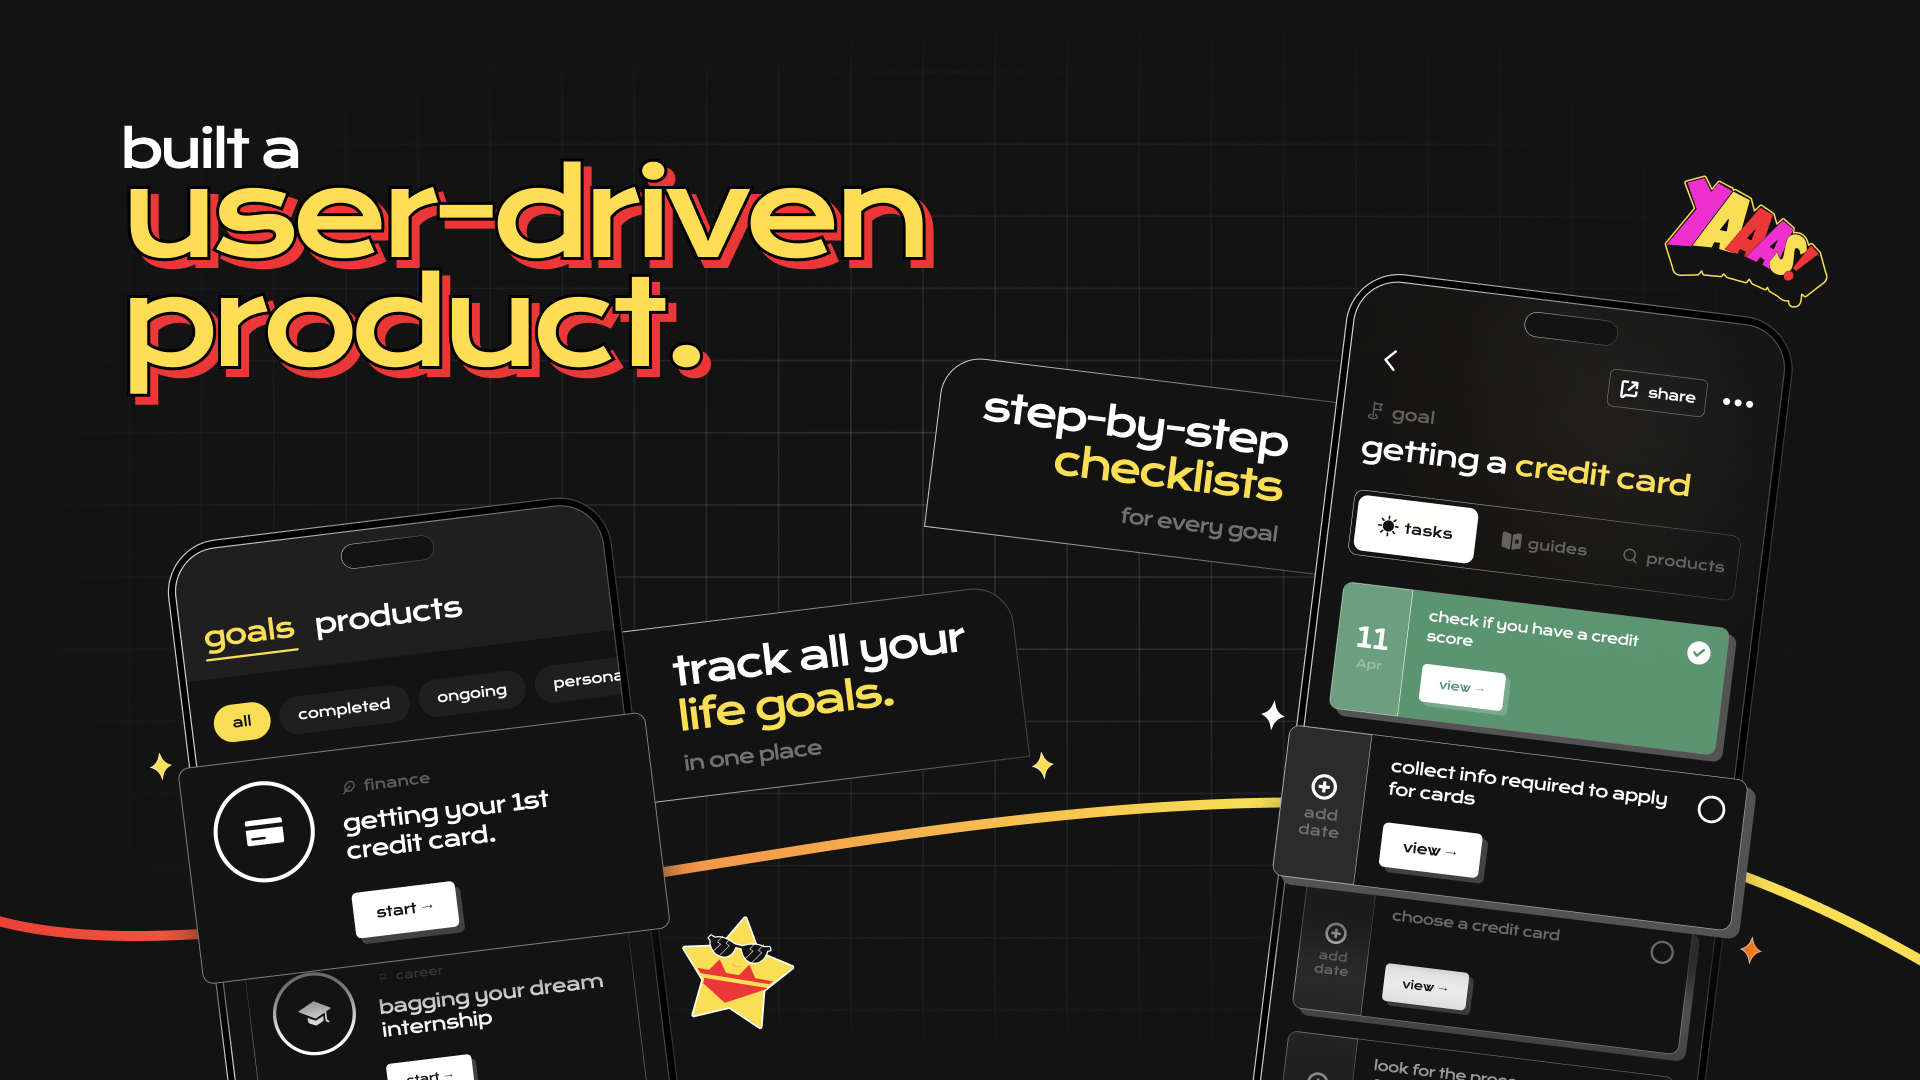 built a
user-driven
product.
YAAAS!
step-by-step
checklists
for every goal
share
goal
getting a credit card
tasks
guides
products
11
Apr
check if you have a credit
score
view →
add
date
collect info required to apply
for cards
view →
add
date
choose a credit card
view →
look for the
goals
products
all
completed
ongoing
persona
track all your
life goals.
in one place
finance
getting your 1st
credit card.
start →
career
bagging your dream
internship
start →